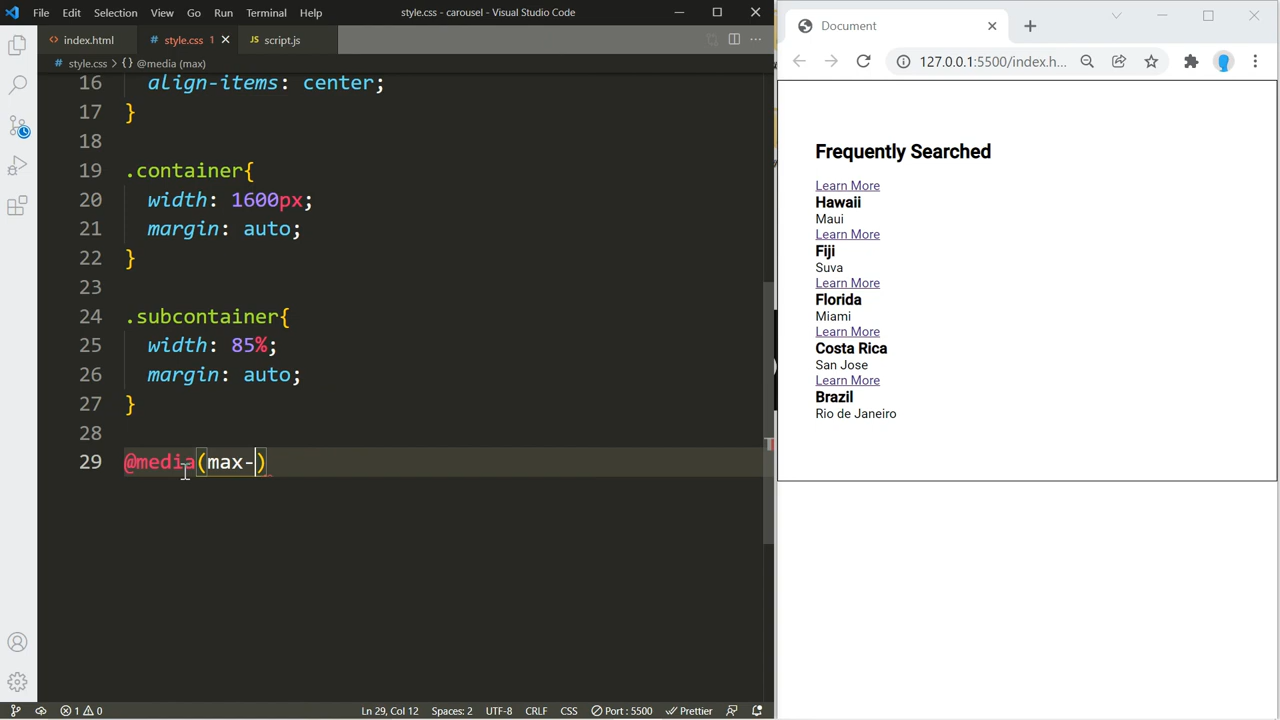 File Edit Selection View Go Run Terminal Help style.css - carousel - Visual Studio Code
index.html style.css 1 script.js
style.css > {} @media (max)
16 align-items: center;
17 }
18
19 .container{
20 width: 1600px;
21 margin: auto;
22 }
23
24 .subcontainer{
25 width: 85%;
26 margin: auto;
27 }
28
29 @media(max-)
Ln 29, Col 12 Spaces: 2 UTF-8 CRLF CSS Port : 5500 Prettier
1 0
Document
127.0.0.1:5500/index.h...
Frequently Searched
Learn More
Hawaii
Maui
Learn More
Fiji
Suva
Learn More
Florida
Miami
Learn More
Costa Rica
San Jose
Learn More
Brazil
Rio de Janeiro